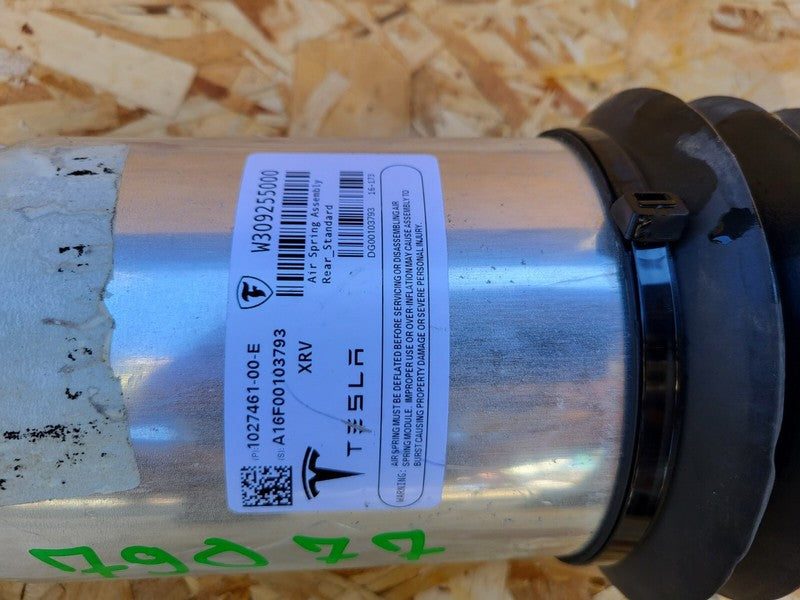 (P):1027461-00-E
(S):A16F00103793
XRV
TESLA
F
W309255000
Air Spring Assembly
Rear_Standard
DG00103793 16-173
WARNING: AIR SPRING MUST BE DEFLATED BEFORE SERVICING OR DISASSEMBLING AIR
SPRING MODULE. IMPROPER USE OR OVER-INFLATION MAY CAUSE ASSEMBLY TO
BURST CAUSING PROPERTY DAMAGE OR SEVERE PERSONAL INJURY.
79077